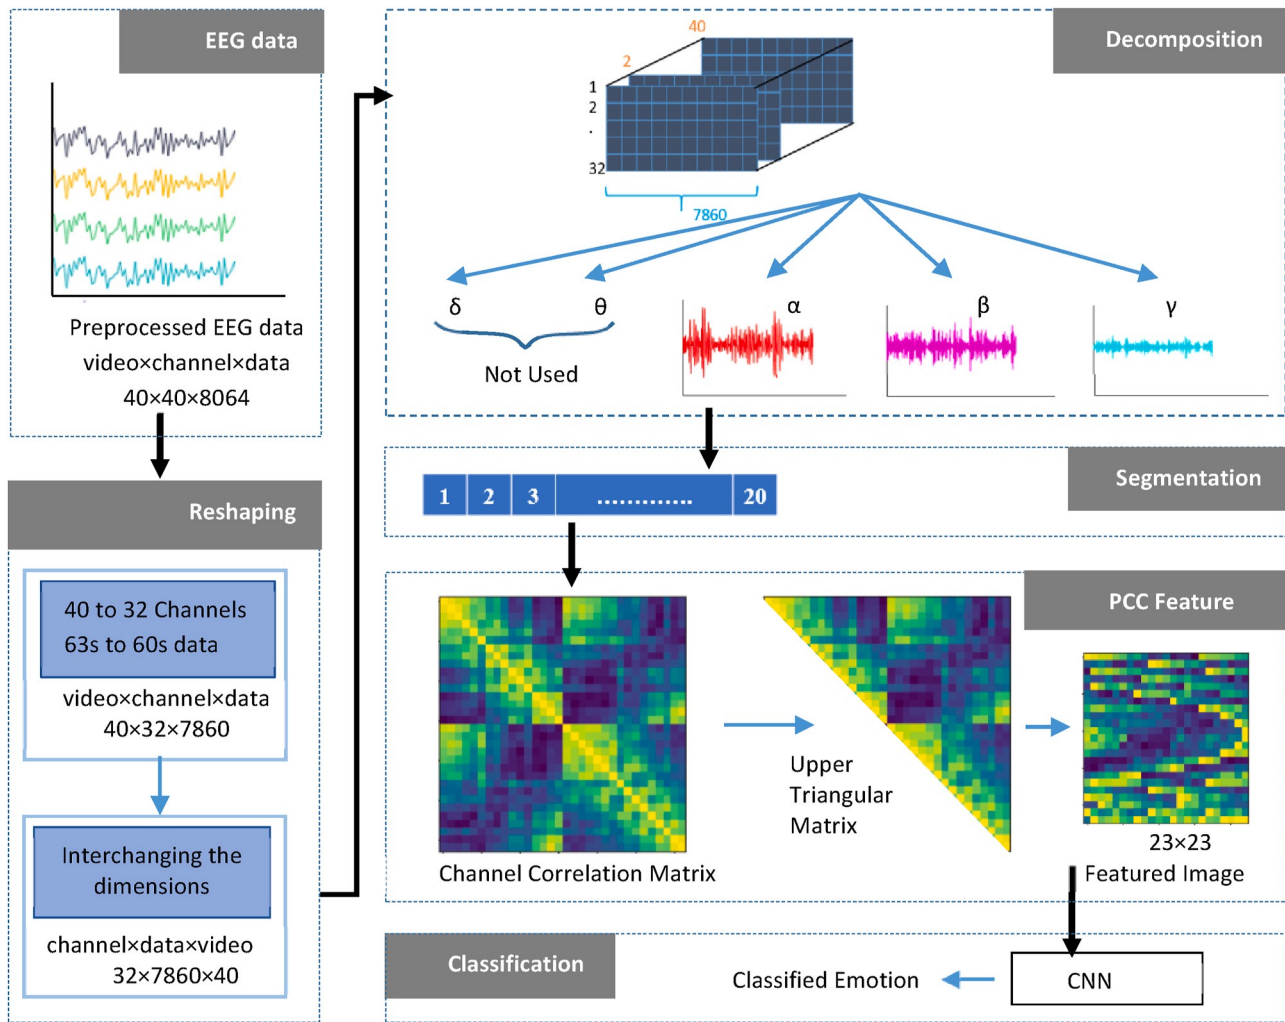 EEG data
Preprocessed EEG data
video×channel×data
40×40×8064
Reshaping
40 to 32 Channels
63s to 60s data
video×channel×data
40×32×7860
Interchanging the
dimensions
channel×data×video
32×7860×40
Decomposition
40
2
1
2
.
32
7860
δ
θ
α
β
γ
Not Used
Segmentation
1 2 3 ............. 20
PCC Feature
Upper
Triangular
Matrix
Channel Correlation Matrix
23×23
Featured Image
Classification
Classified Emotion
CNN